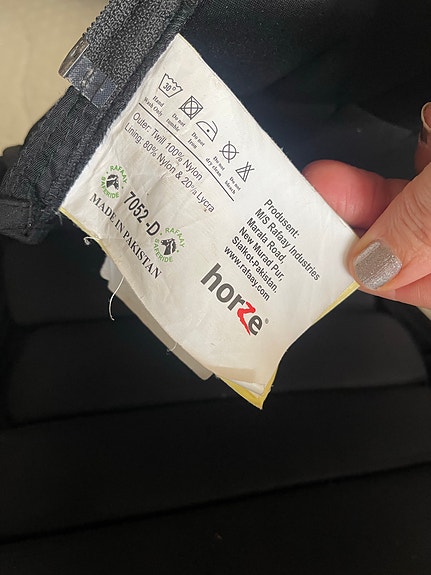 30°
Hand Wash Only
Do not tumble
Do not Iron
Do not dry clean
Do not bleach.
Outer: Twill 100% Nylon
Lining: 80% Nylon & 20% Lycra
RAFAAY
7052-D
RAFAAY
MADE IN PAKISTAN
Produsent:
M/S Rafaay Industries
Marala Road,
New Murad Pur,
Sialkot-Pakistan,
www.rafaay.com
horze®